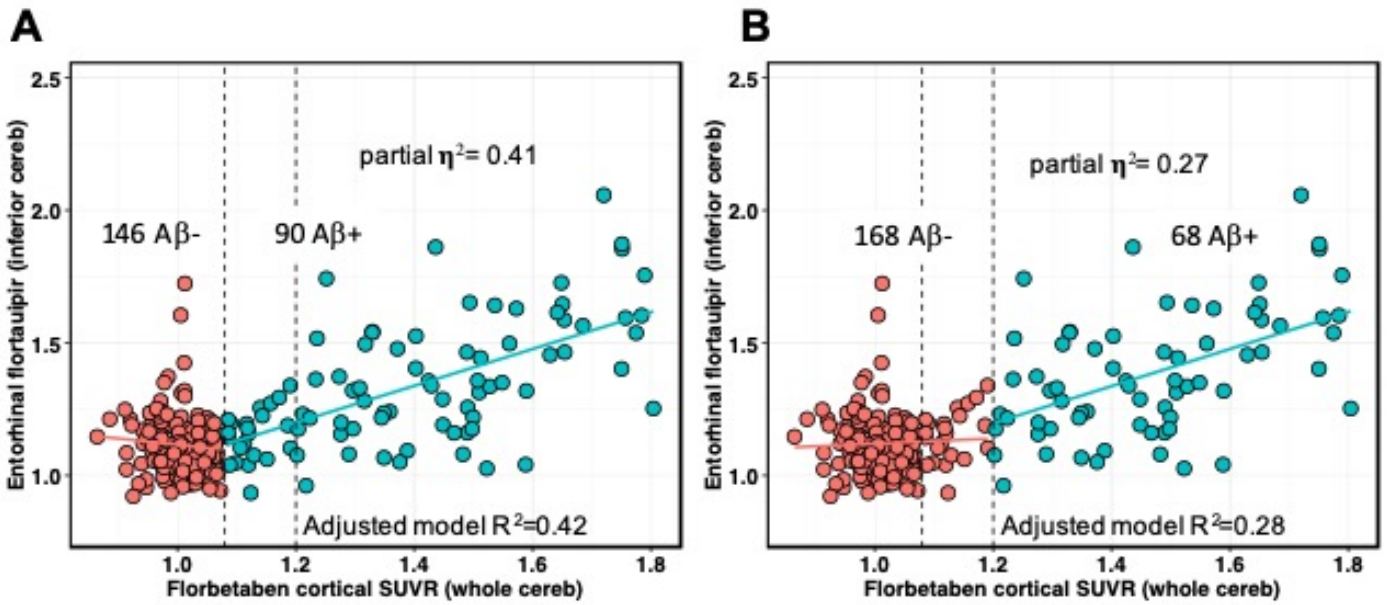 A
Entorhinal flortauipir (inferior cereb)
2.5
2.0
1.5
1.0
partial η²= 0.41
146 Aβ-
90 Aβ+
Adjusted model R²=0.42
1.0 1.2 1.4 1.6 1.8
Florbetaben cortical SUVR (whole cereb)
B
Entorhinal flortauipir (inferior cereb)
2.5
2.0
1.5
1.0
partial η²= 0.27
168 Aβ-
68 Aβ+
Adjusted model R²=0.28
1.0 1.2 1.4 1.6 1.8
Florbetaben cortical SUVR (whole cereb)